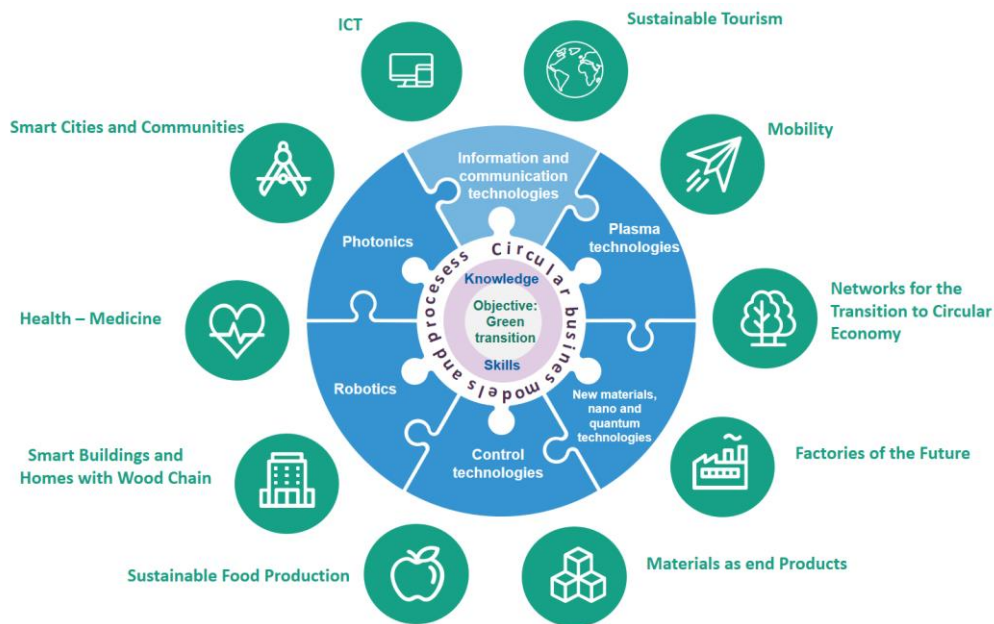 ICT
Sustainable Tourism
Smart Cities and Communities
Mobility
Information and
communication
technologies
Photonics
Plasma
technologies
Circular busines models and procesess
Knowledge
Objective:
Green
transition
Skills
Health – Medicine
Networks for the
Transition to Circular
Economy
Robotics
New materials,
nano and
quantum
technologies
Control
technologies
Smart Buildings and
Homes with Wood Chain
Factories of the Future
Sustainable Food Production
Materials as end Products